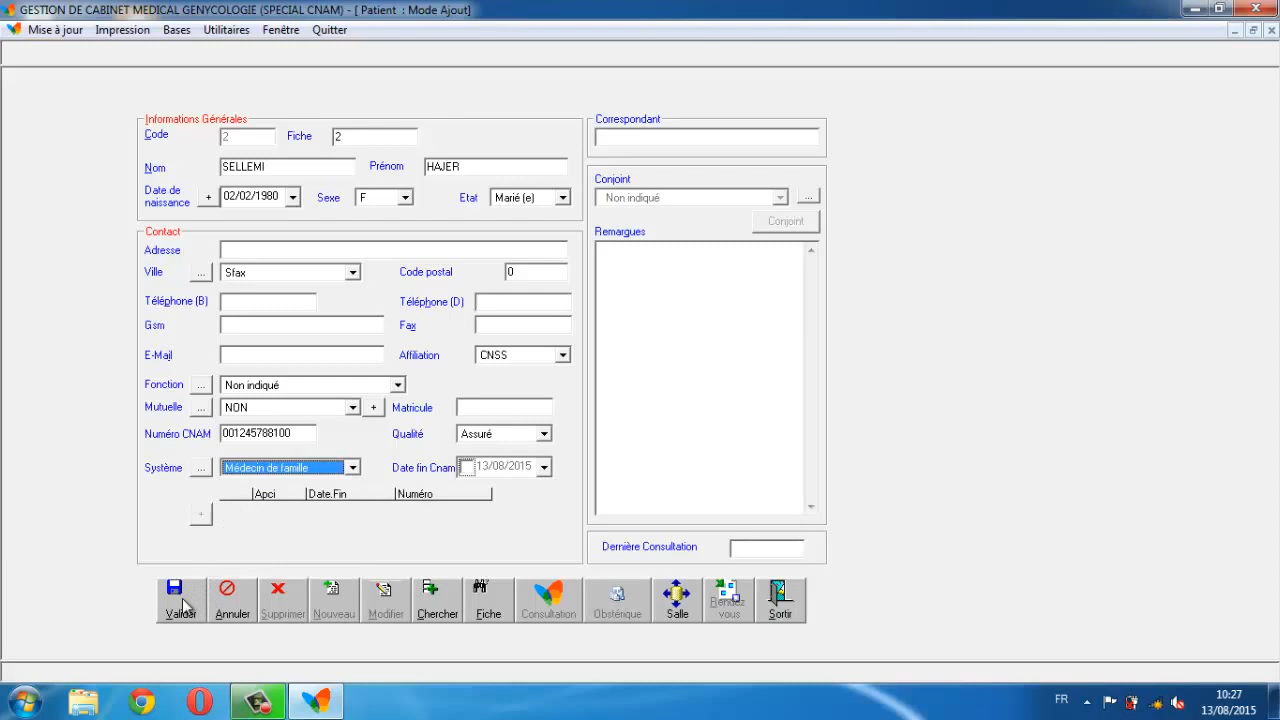 GESTION DE CABINET MEDICAL GENYCOLOGIE (SPECIAL CNAM) - [ Patient : Mode Ajout]
Mise à jour Impression Bases Utilitaires Fenêtre Quitter
Informations Générales
Code 2 Fiche 2
Nom SELLEMI Prénom HAJER
Date de naissance + 02/02/1980 Sexe F Etat Marié (e)
Contact
Adresse
Ville ... Sfax Code postal 0
Téléphone (B) Téléphone (D)
Gsm Fax
E-Mail Affiliation CNSS
Fonction ... Non indiqué
Mutuelle ... NON + Matricule
Numéro CNAM 001245788100 Qualité Assuré
Système ... Médecin de famille Date fin Cnam 13/08/2015
Apci Date.Fin Numéro
+
Correspondant
Conjoint
Non indiqué ...
Conjoint
Remargues
Dernière Consultation
Valider Annuler Supprimer Nouveau Modifier Chercher Fiche Consultation Obstérique Salle Rendez vous Sortir
FR 10:27
13/08/2015